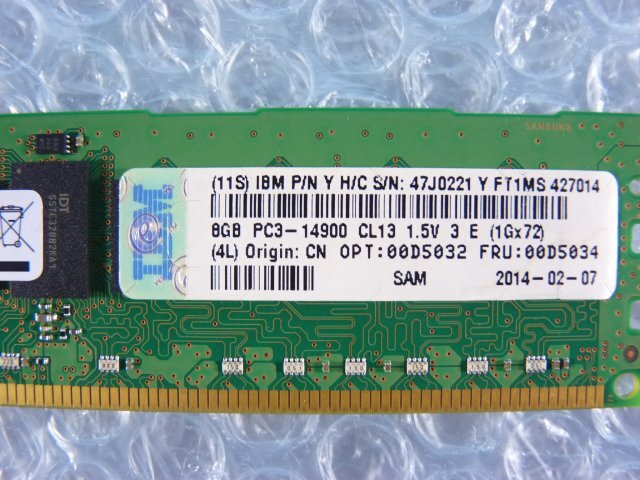 SAMSUNG
(11S) IBM P/N Y H/C S/N: 47J0221 Y FT1MS 427014
8GB PC3-14900 CL13 1.5V 3 E (1Gx72)
(4L) Origin: CN OPT:00D5032 FRU:00D5034
SAM 2014-02-07
IBM
IDT
SSTE32882KA1